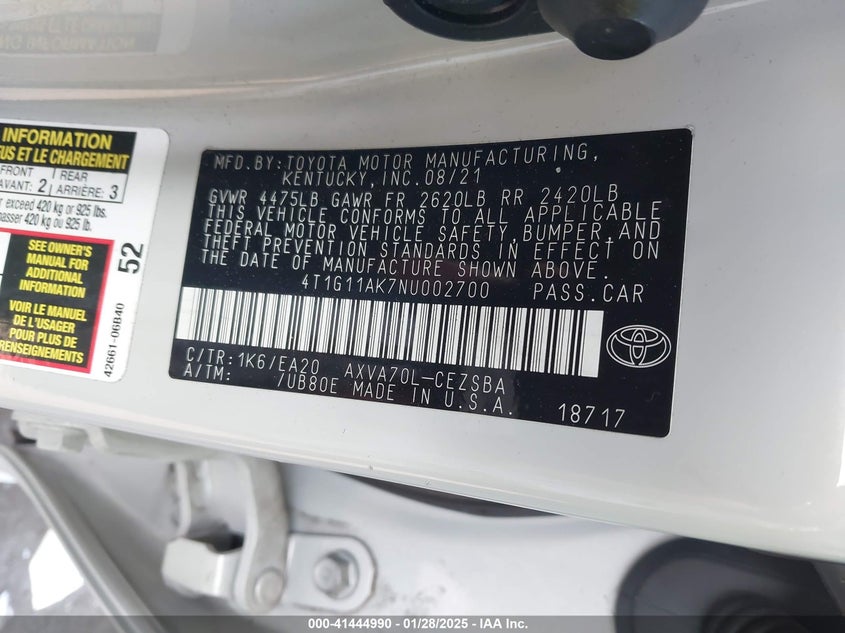 INFORMATION
US ET LE CHARGEMENT
FRONT
AVANT: 2
REAR
ARRIÈRE: 3
exceed 420 kg or 925 lbs.
passer 420 kg ou 925 lb.
SEE OWNER'S
MANUAL FOR
ADDITIONAL
INFORMATION
VOIR LE MANUEL
DE L'USAGER
POUR PLUS DE
RENSEIGNEMENTS
52
42661-06B40
MFD.BY:TOYOTA MOTOR MANUFACTURING,
KENTUCKY,INC.08/21
GVWR 4475LB GAWR FR 2620LB RR 2420LB
THIS VEHICLE CONFORMS TO ALL APPLICABLE
FEDERAL MOTOR VEHICLE SAFETY,BUMPER,AND
THEFT PREVENTION STANDARDS IN EFFECT ON
THE DATE OF MANUFACTURE SHOWN ABOVE.
4T1G11AK7NU002700 PASS.CAR
C/TR:1K6/EA20 AXVA70L-CEZSBA
A/TM: /UB80E MADE IN U.S.A.
18717
000-41444990 - 01/28/2025 - IAA Inc.